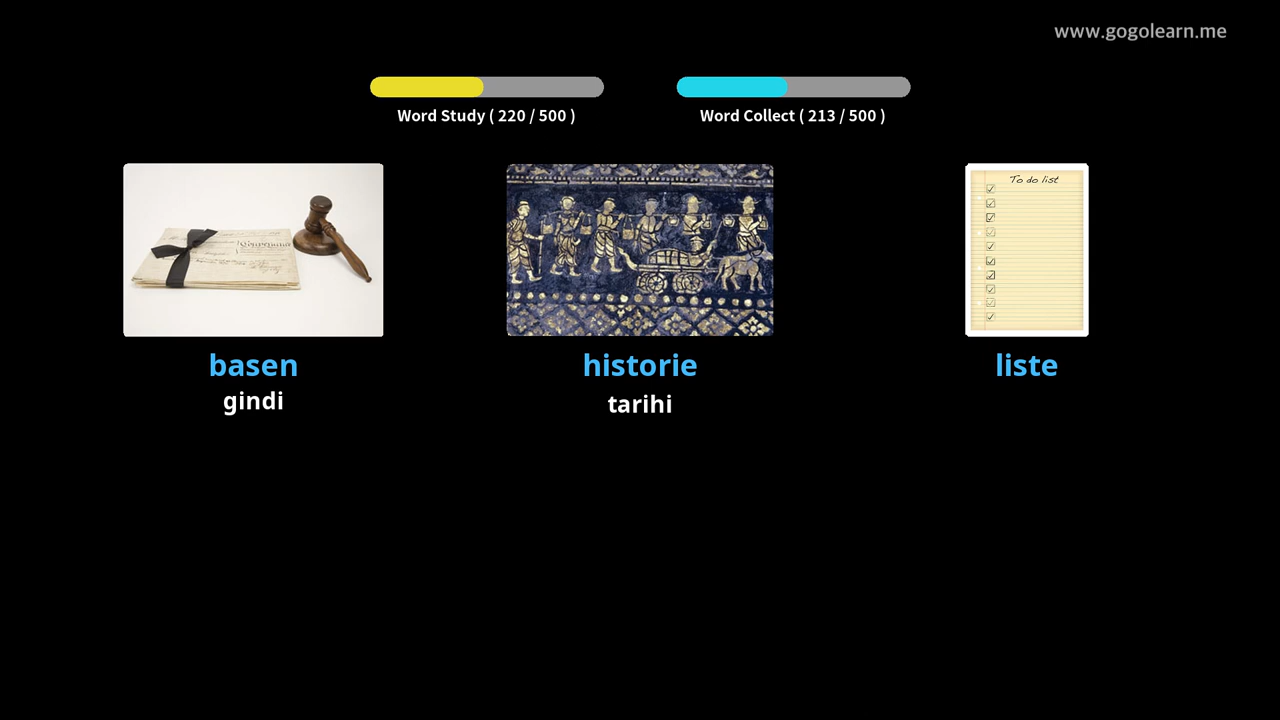 www.gogolearn.me
Word Study ( 220 / 500 )
Word Collect ( 213 / 500 )
To do list
basen
historie
liste
gindi
tarihi